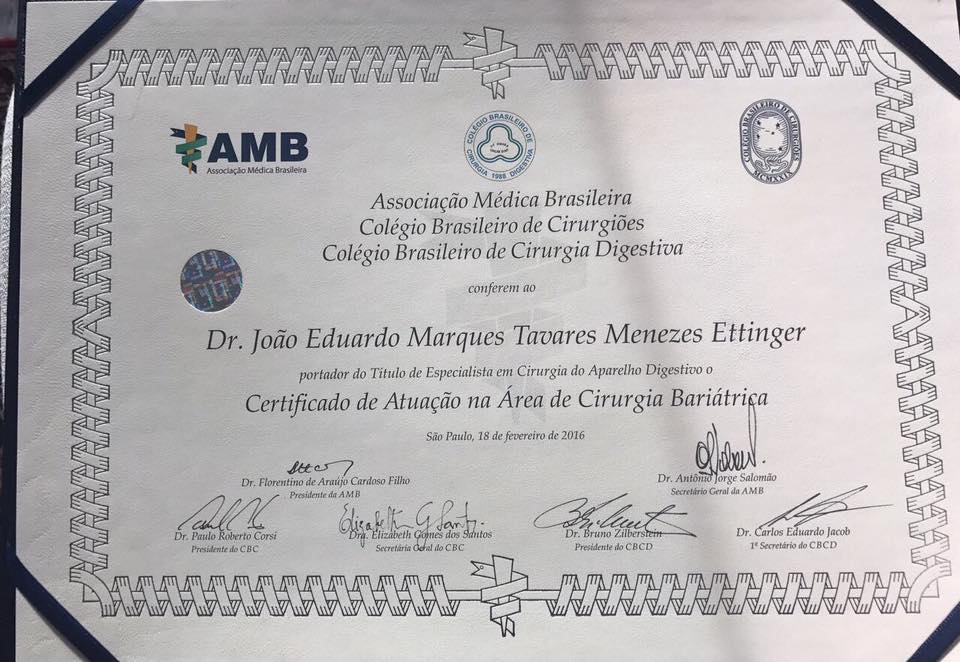 AMB
Associação Médica Brasileira
COLÉGIO BRASILEIRO DE CIRURGIA DIGESTIVA 1988
COLÉGIO BRASILEIRO DE CIRURGIÕES
MCMXXIX
Associação Médica Brasileira
Colégio Brasileiro de Cirurgiões
Colégio Brasileiro de Cirurgia Digestiva
conferem ao
Dr. João Eduardo Marques Tavares Menezes Ettinger
portador do Título de Especialista em Cirurgia do Aparelho Digestivo o
Certificado de Atuação na Área de Cirurgia Bariátrica
São Paulo, 18 de fevereiro de 2016
Dr. Florentino de Araújo Cardoso Filho
Presidente da AMB
Dr. Antônio Jorge Salomão
Secretário Geral da AMB
Dr. Paulo Roberto Corsi
Presidente do CBC
Elizabeth G Santos
Dra. Elizabeth Gomes dos Santos
Secretária Geral do CBC
Dr. Bruno Zilberstein
Presidente do CBCD
Dr. Carlos Eduardo Jacob
1º Secretário do CBCD